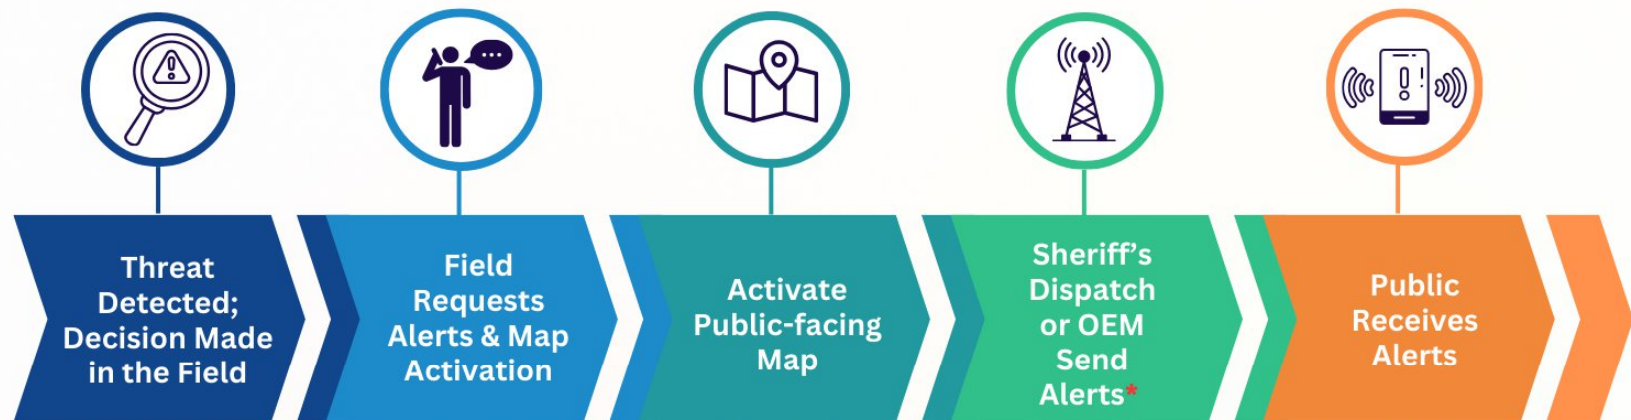 Threat
Detected;
Decision Made
in the Field
Field
Requests
Alerts & Map
Activation
Activate
Public-facing
Map
Sheriff's
Dispatch
or OEM
Send
Alerts*
Public
Receives
Alerts